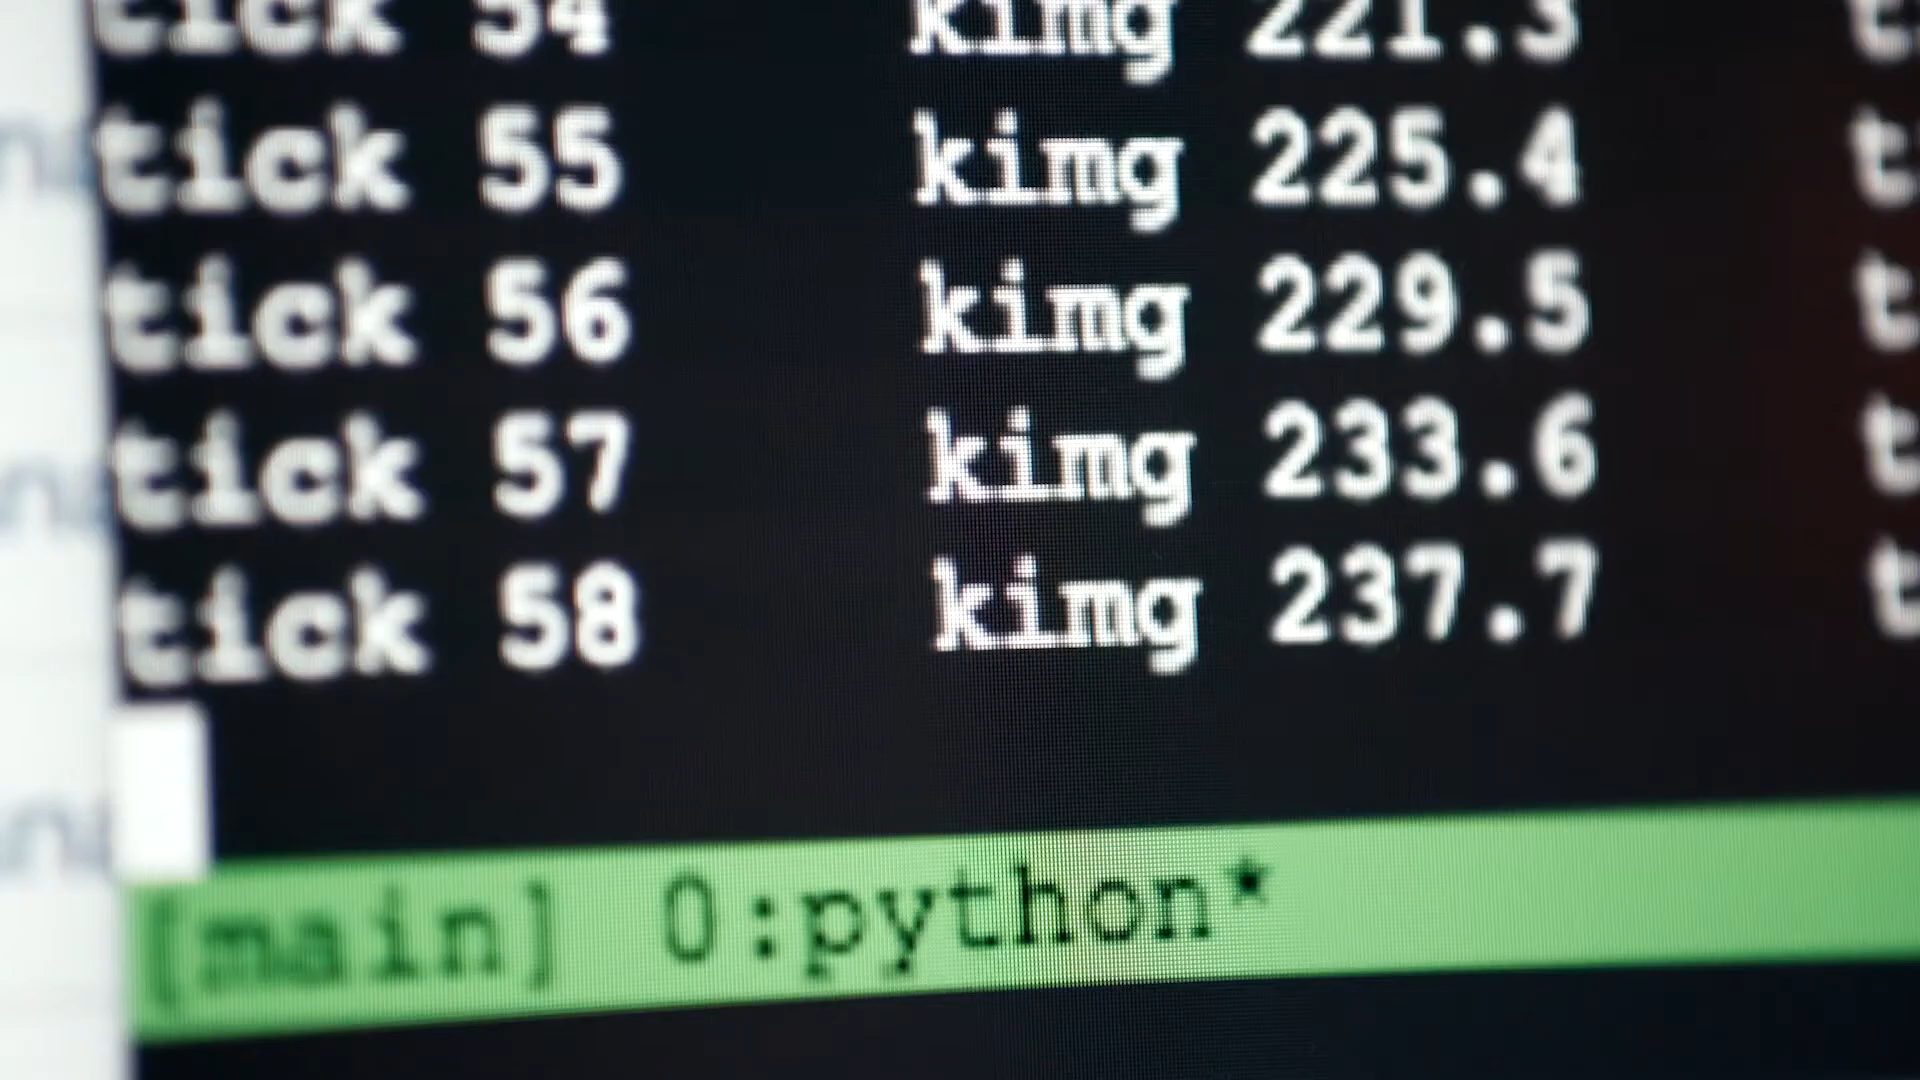 tick 54 kimg 221.3
tick 55 kimg 225.4
tick 56 kimg 229.5
tick 57 kimg 233.6
tick 58 kimg 237.7
[main] 0:python*